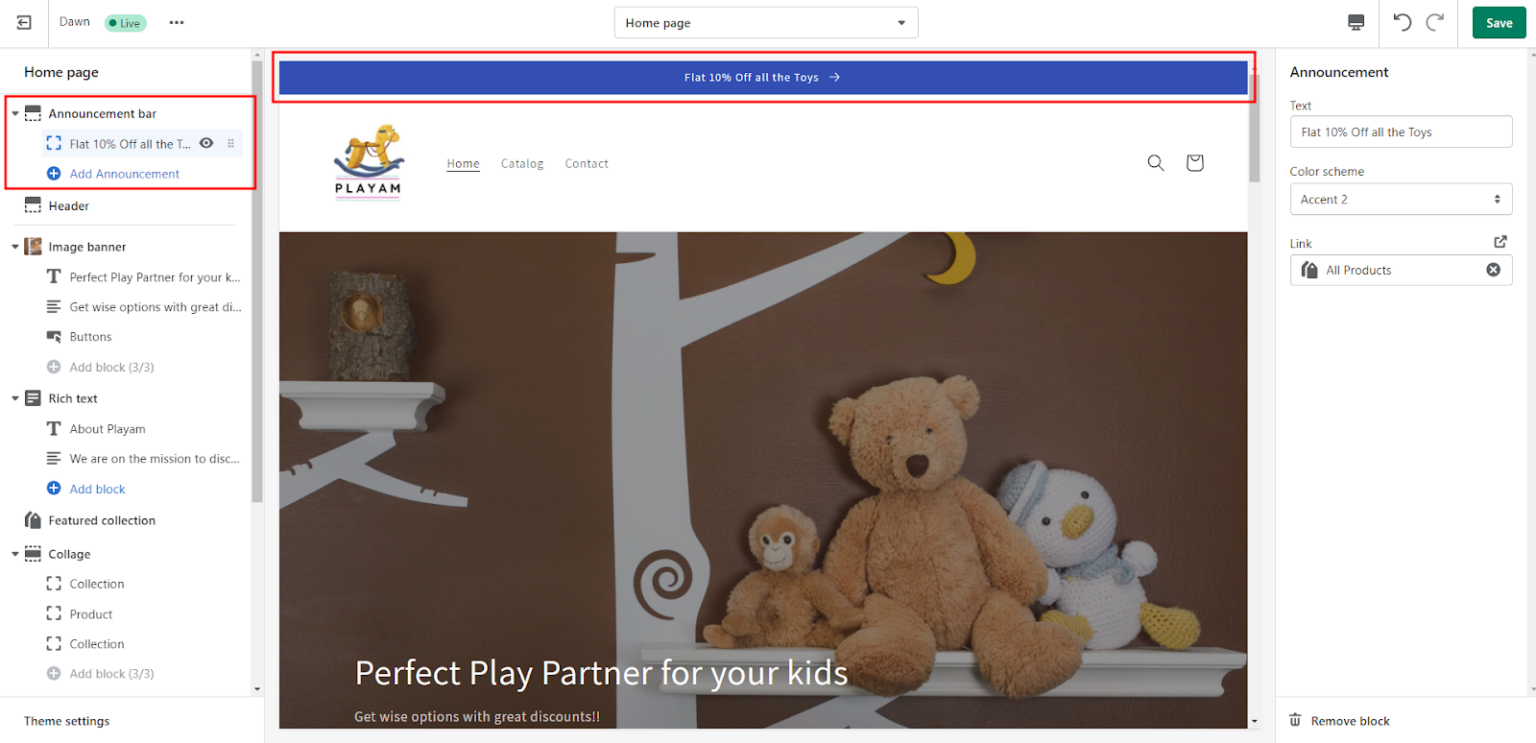 Dawn
Live
Home page
Save
Home page
Announcement bar
Flat 10% Off all the T...
Add Announcement
Header
Image banner
Perfect Play Partner for your k...
Get wise options with great di...
Buttons
Add block (3/3)
Rich text
About Playam
We are on the mission to disc...
Add block
Featured collection
Collage
Collection
Product
Collection
Add block (3/3)
Theme settings
Flat 10% Off all the Toys
PLAYAM
Home Catalog Contact
Perfect Play Partner for your kids
Get wise options with great discounts!!
Announcement
Text
Flat 10% Off all the Toys
Color scheme
Accent 2
Link
All Products
Remove block